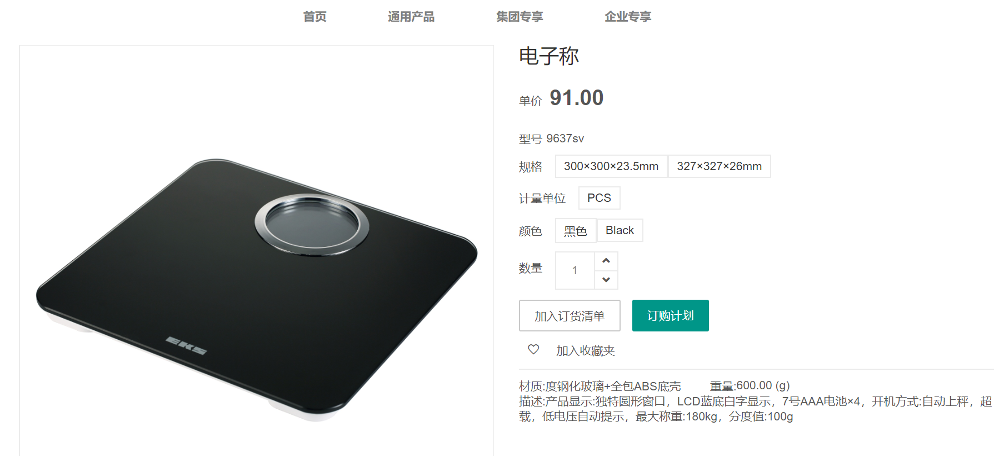 首页 通用产品 集团专享 企业专享
电子称
单价 91.00
型号 9637sv
规格 300×300×23.5mm 327×327×26mm
计量单位 PCS
颜色 黑色 Black
数量 1
加入订货清单 订购计划
加入收藏夹
材质:度钢化玻璃+全包ABS底壳 重量:600.00 (g)
描述:产品显示:独特圆形窗口，LCD蓝底白字显示，7号AAA电池×4，开机方式:自动上秤，超
载，低电压自动提示，最大称重:180kg，分度值:100g
EKS